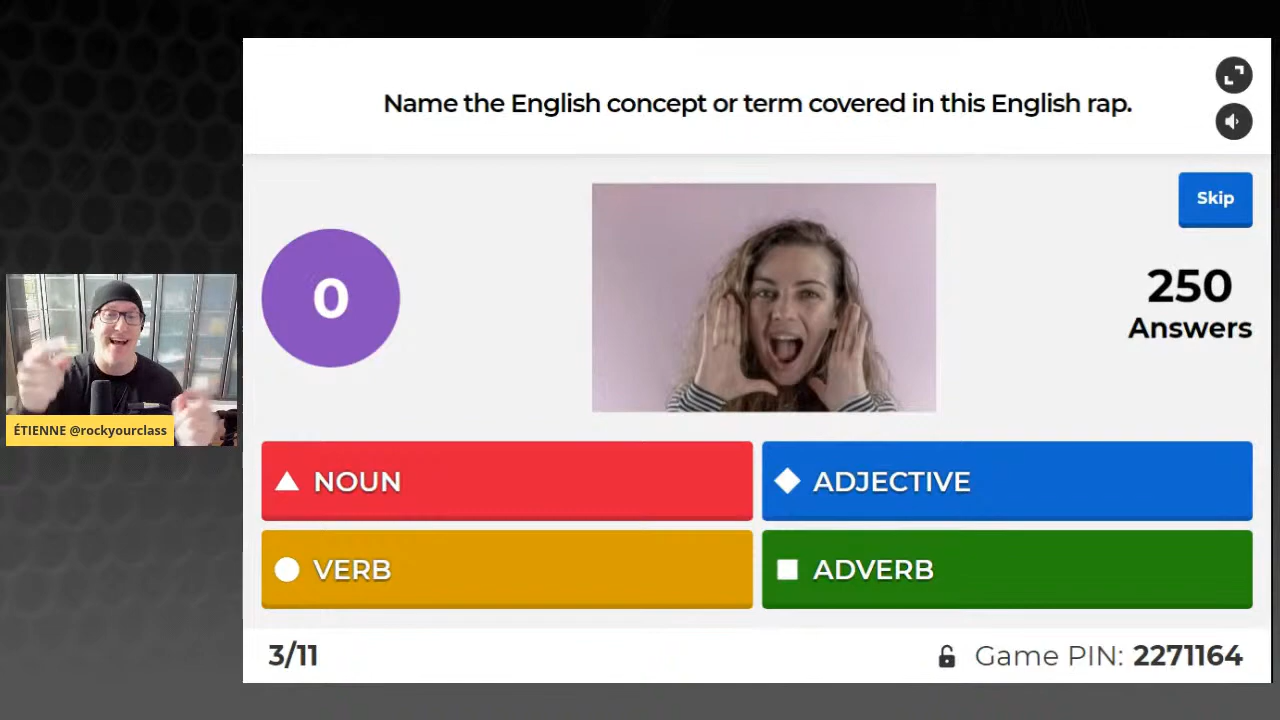 Name the English concept or term covered in this English rap.
Skip
0
250
Answers
ÉTIENNE @rockyourclass
NOUN
ADJECTIVE
VERB
ADVERB
3/11
Game PIN: 2271164